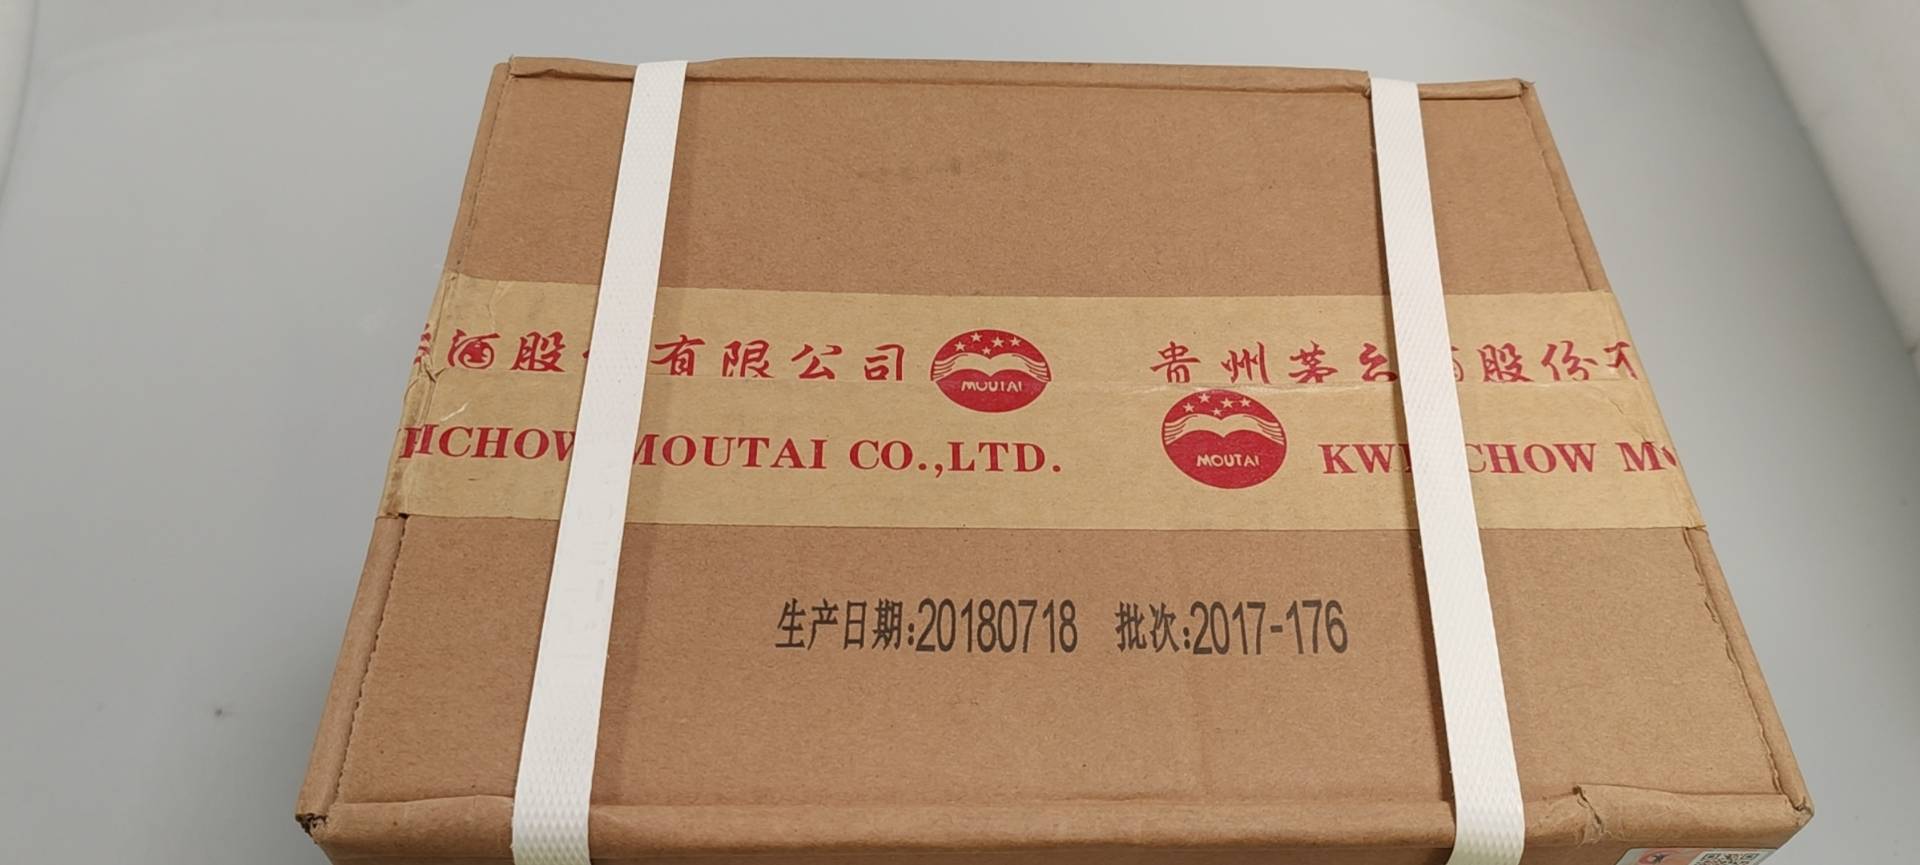 酒股 有限公司 MOUTAI 贵州茅台 股份
ICHOW MOUTAI CO.,LTD. MOUTAI KW CHOW M
生产日期:20180718 批次:2017-176